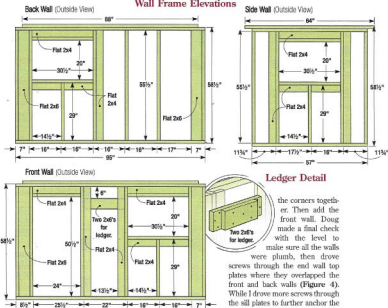 Wall Frame Elevations
Back Wall (Outside View)
88"
Flat 2x4
20"
30½"
Flat 2x4
Flat 2x6
29"
14½"
55½"
58½"
Flat 2x6
7" 16" 16" 16" 16" 16" 7"
95"
Side Wall (Outside View)
64"
Flat 2x4
20"
30½"
Flat 2x4
55½"
58½"
29"
14½"
11¾" 17½" 16" 11¾"
57"
Front Wall (Outside View)
6"
Flat 2x4
Two 2x6's
for
ledger.
30½"
20"
58½"
50½"
Flat 2x4
Flat 2x4
29"
Flat 2x6
24"
13½"
14½"
8½" 25½" 22" 16" 16" 7"
Ledger Detail
Two 2x6's
for ledger.
the corners togeth-
er. Then add the
front wall. Doug
made a final check
with the level to
make sure all the walls
were plumb, then drove
screws through the end wall top
plates where they overlapped the
front and back walls (Figure 4).
While I drove more screws through
the sill plates to further anchor the